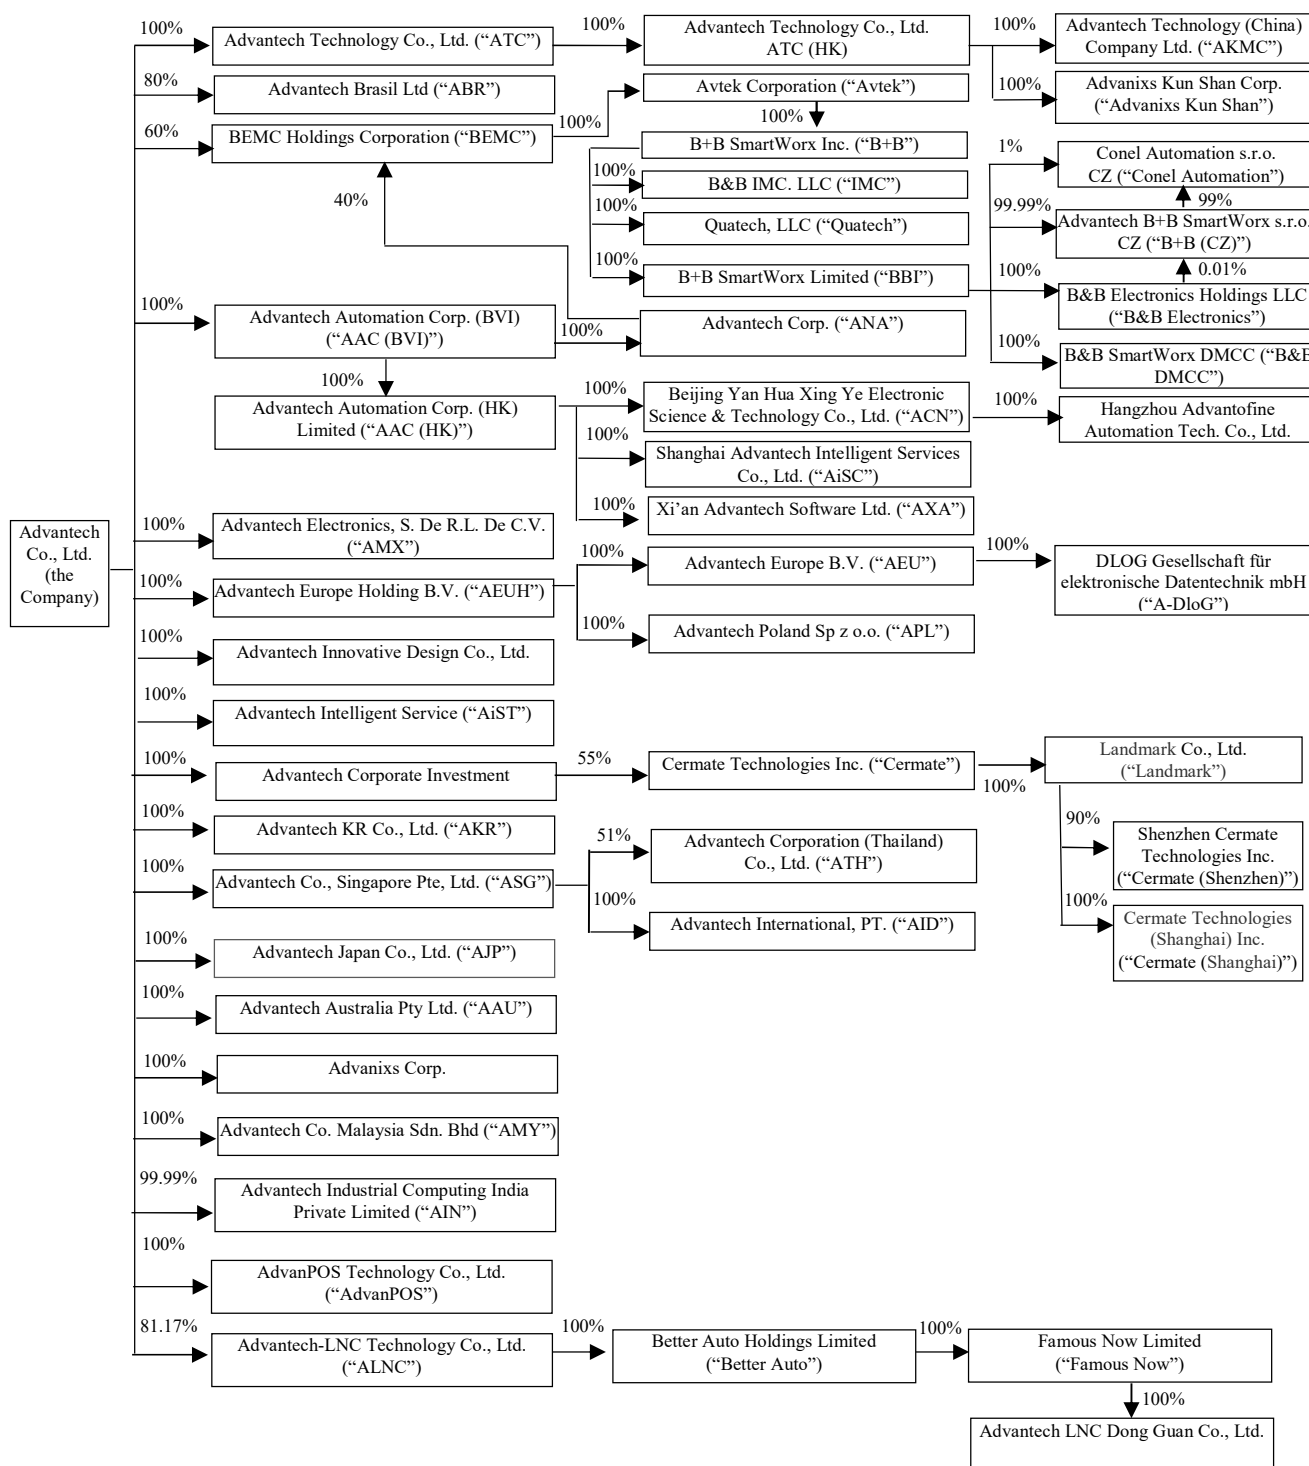 100%
Advantech Technology Co., Ltd. (“ATC”)
100%
Advantech Technology Co., Ltd.
ATC (HK)
100%
Advantech Technology (China)
Company Ltd. (“AKMC”)
100%
Advanixs Kun Shan Corp.
(“Advanixs Kun Shan”)
80%
Advantech Brasil Ltd (“ABR”)
60%
BEMC Holdings Corporation (“BEMC”)
100%
Avtek Corporation (“Avtek”)
100%
B+B SmartWorx Inc. (“B+B”)
100%
B&B IMC. LLC (“IMC”)
100%
Quatech, LLC (“Quatech”)
100%
B+B SmartWorx Limited (“BBI”)
1%
Conel Automation s.r.o.
CZ (“Conel Automation”)
99%
99.99%
Advantech B+B SmartWorx s.r.o.
CZ (“B+B (CZ)”)
0.01%
100%
B&B Electronics Holdings LLC
(“B&B Electronics”)
100%
B&B SmartWorx DMCC (“B&B
DMCC”)
40%
100%
Advantech Automation Corp. (BVI)
(“AAC (BVI)”)
100%
Advantech Corp. (“ANA”)
100%
Advantech Automation Corp. (HK)
Limited (“AAC (HK)”)
100%
Beijing Yan Hua Xing Ye Electronic
Science & Technology Co., Ltd. (“ACN”)
100%
Hangzhou Advantofine
Automation Tech. Co., Ltd.
100%
Shanghai Advantech Intelligent Services
Co., Ltd. (“AiSC”)
100%
Xi’an Advantech Software Ltd. (“AXA”)
Advantech
Co., Ltd.
(the
Company)
100%
Advantech Electronics, S. De R.L. De C.V.
(“AMX”)
100%
Advantech Europe Holding B.V. (“AEUH”)
100%
Advantech Europe B.V. (“AEU”)
100%
DLOG Gesellschaft für
elektronische Datentechnik mbH
(“A-DloG”)
100%
Advantech Poland Sp z o.o. (“APL”)
100%
Advantech Innovative Design Co., Ltd.
100%
Advantech Intelligent Service (“AiST”)
100%
Advantech Corporate Investment
55%
Cermate Technologies Inc. (“Cermate”)
100%
Landmark Co., Ltd.
(“Landmark”)
90%
Shenzhen Cermate
Technologies Inc.
(“Cermate (Shenzhen)”)
100%
Cermate Technologies
(Shanghai) Inc.
(“Cermate (Shanghai)”)
100%
Advantech KR Co., Ltd. (“AKR”)
100%
Advantech Co., Singapore Pte, Ltd. (“ASG”)
51%
Advantech Corporation (Thailand)
Co., Ltd. (“ATH”)
100%
Advantech International, PT. (“AID”)
100%
Advantech Japan Co., Ltd. (“AJP”)
100%
Advantech Australia Pty Ltd. (“AAU”)
100%
Advanixs Corp.
100%
Advantech Co. Malaysia Sdn. Bhd (“AMY”)
99.99%
Advantech Industrial Computing India
Private Limited (“AIN”)
100%
AdvanPOS Technology Co., Ltd.
(“AdvanPOS”)
81.17%
Advantech-LNC Technology Co., Ltd.
(“ALNC”)
100%
Better Auto Holdings Limited
(“Better Auto”)
100%
Famous Now Limited
(“Famous Now”)
100%
Advantech LNC Dong Guan Co., Ltd.